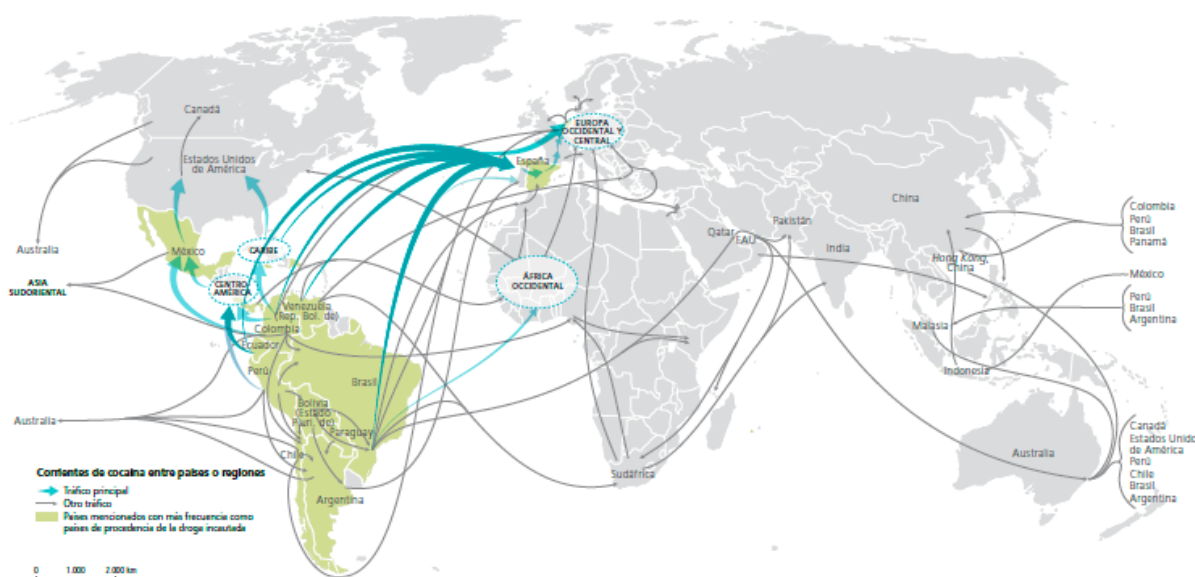 Canadá
Estados Unidos
de América
Australia
México
CARIBE
ASIA
SUDORIENTAL
CENTRO
AMÉRICA
Venezuela
(Rep. Bol. de)
Colombia
Ecuador
Perú
Brasil
Bolivia
(Estado
Pluri. de)
Paraguay
Australia
Chile
Argentina
EUROPA
OCCIDENTAL Y
CENTRAL
España
ÁFRICA
OCCIDENTAL
Sudáfrica
Qatar
EAU
Pakistán
India
China
Hong Kong,
China
Malasia
Indonesia
Australia
Colombia
Perú
Brasil
Panamá
México
Perú
Brasil
Argentina
Canadá
Estados Unidos
de América
Perú
Chile
Brasil
Argentina
Corrientes de cocaína entre países o regiones
Tráfico principal
Otro tráfico
Países mencionados con más frecuencia como
países de procedencia de la droga incautada
0 1.000 2.000 km